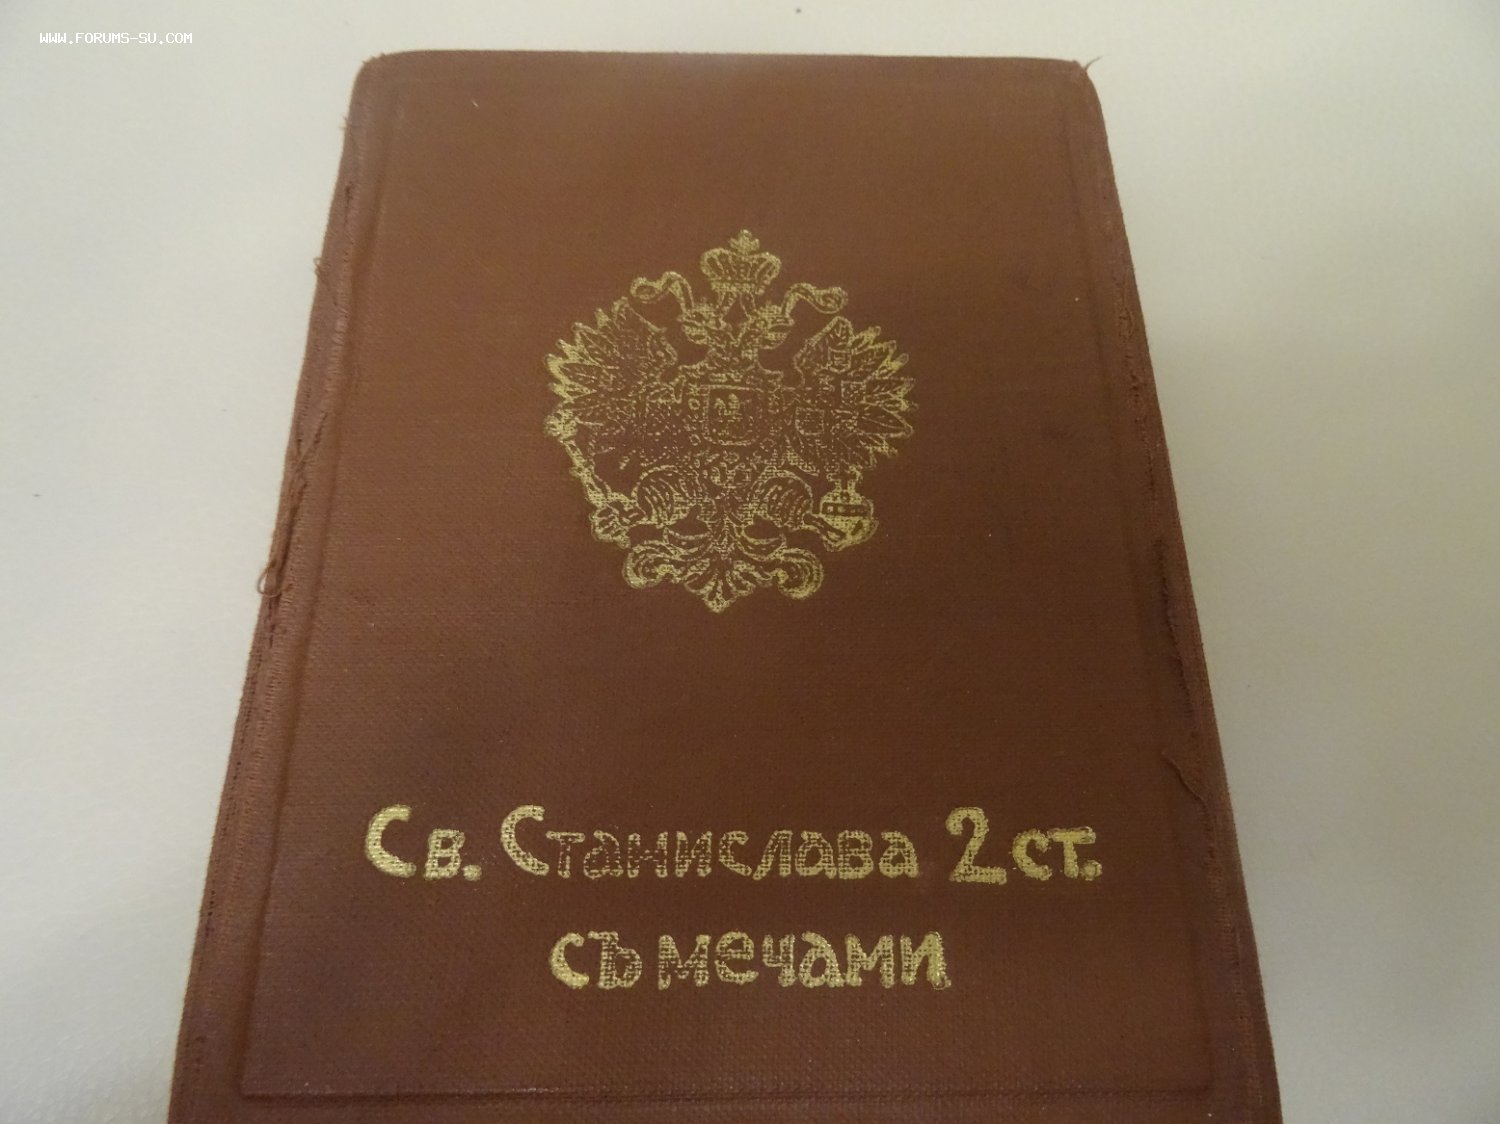 WWW.FORUMS-SU.COM
Св. Станислава 2 ст.
съ мечами